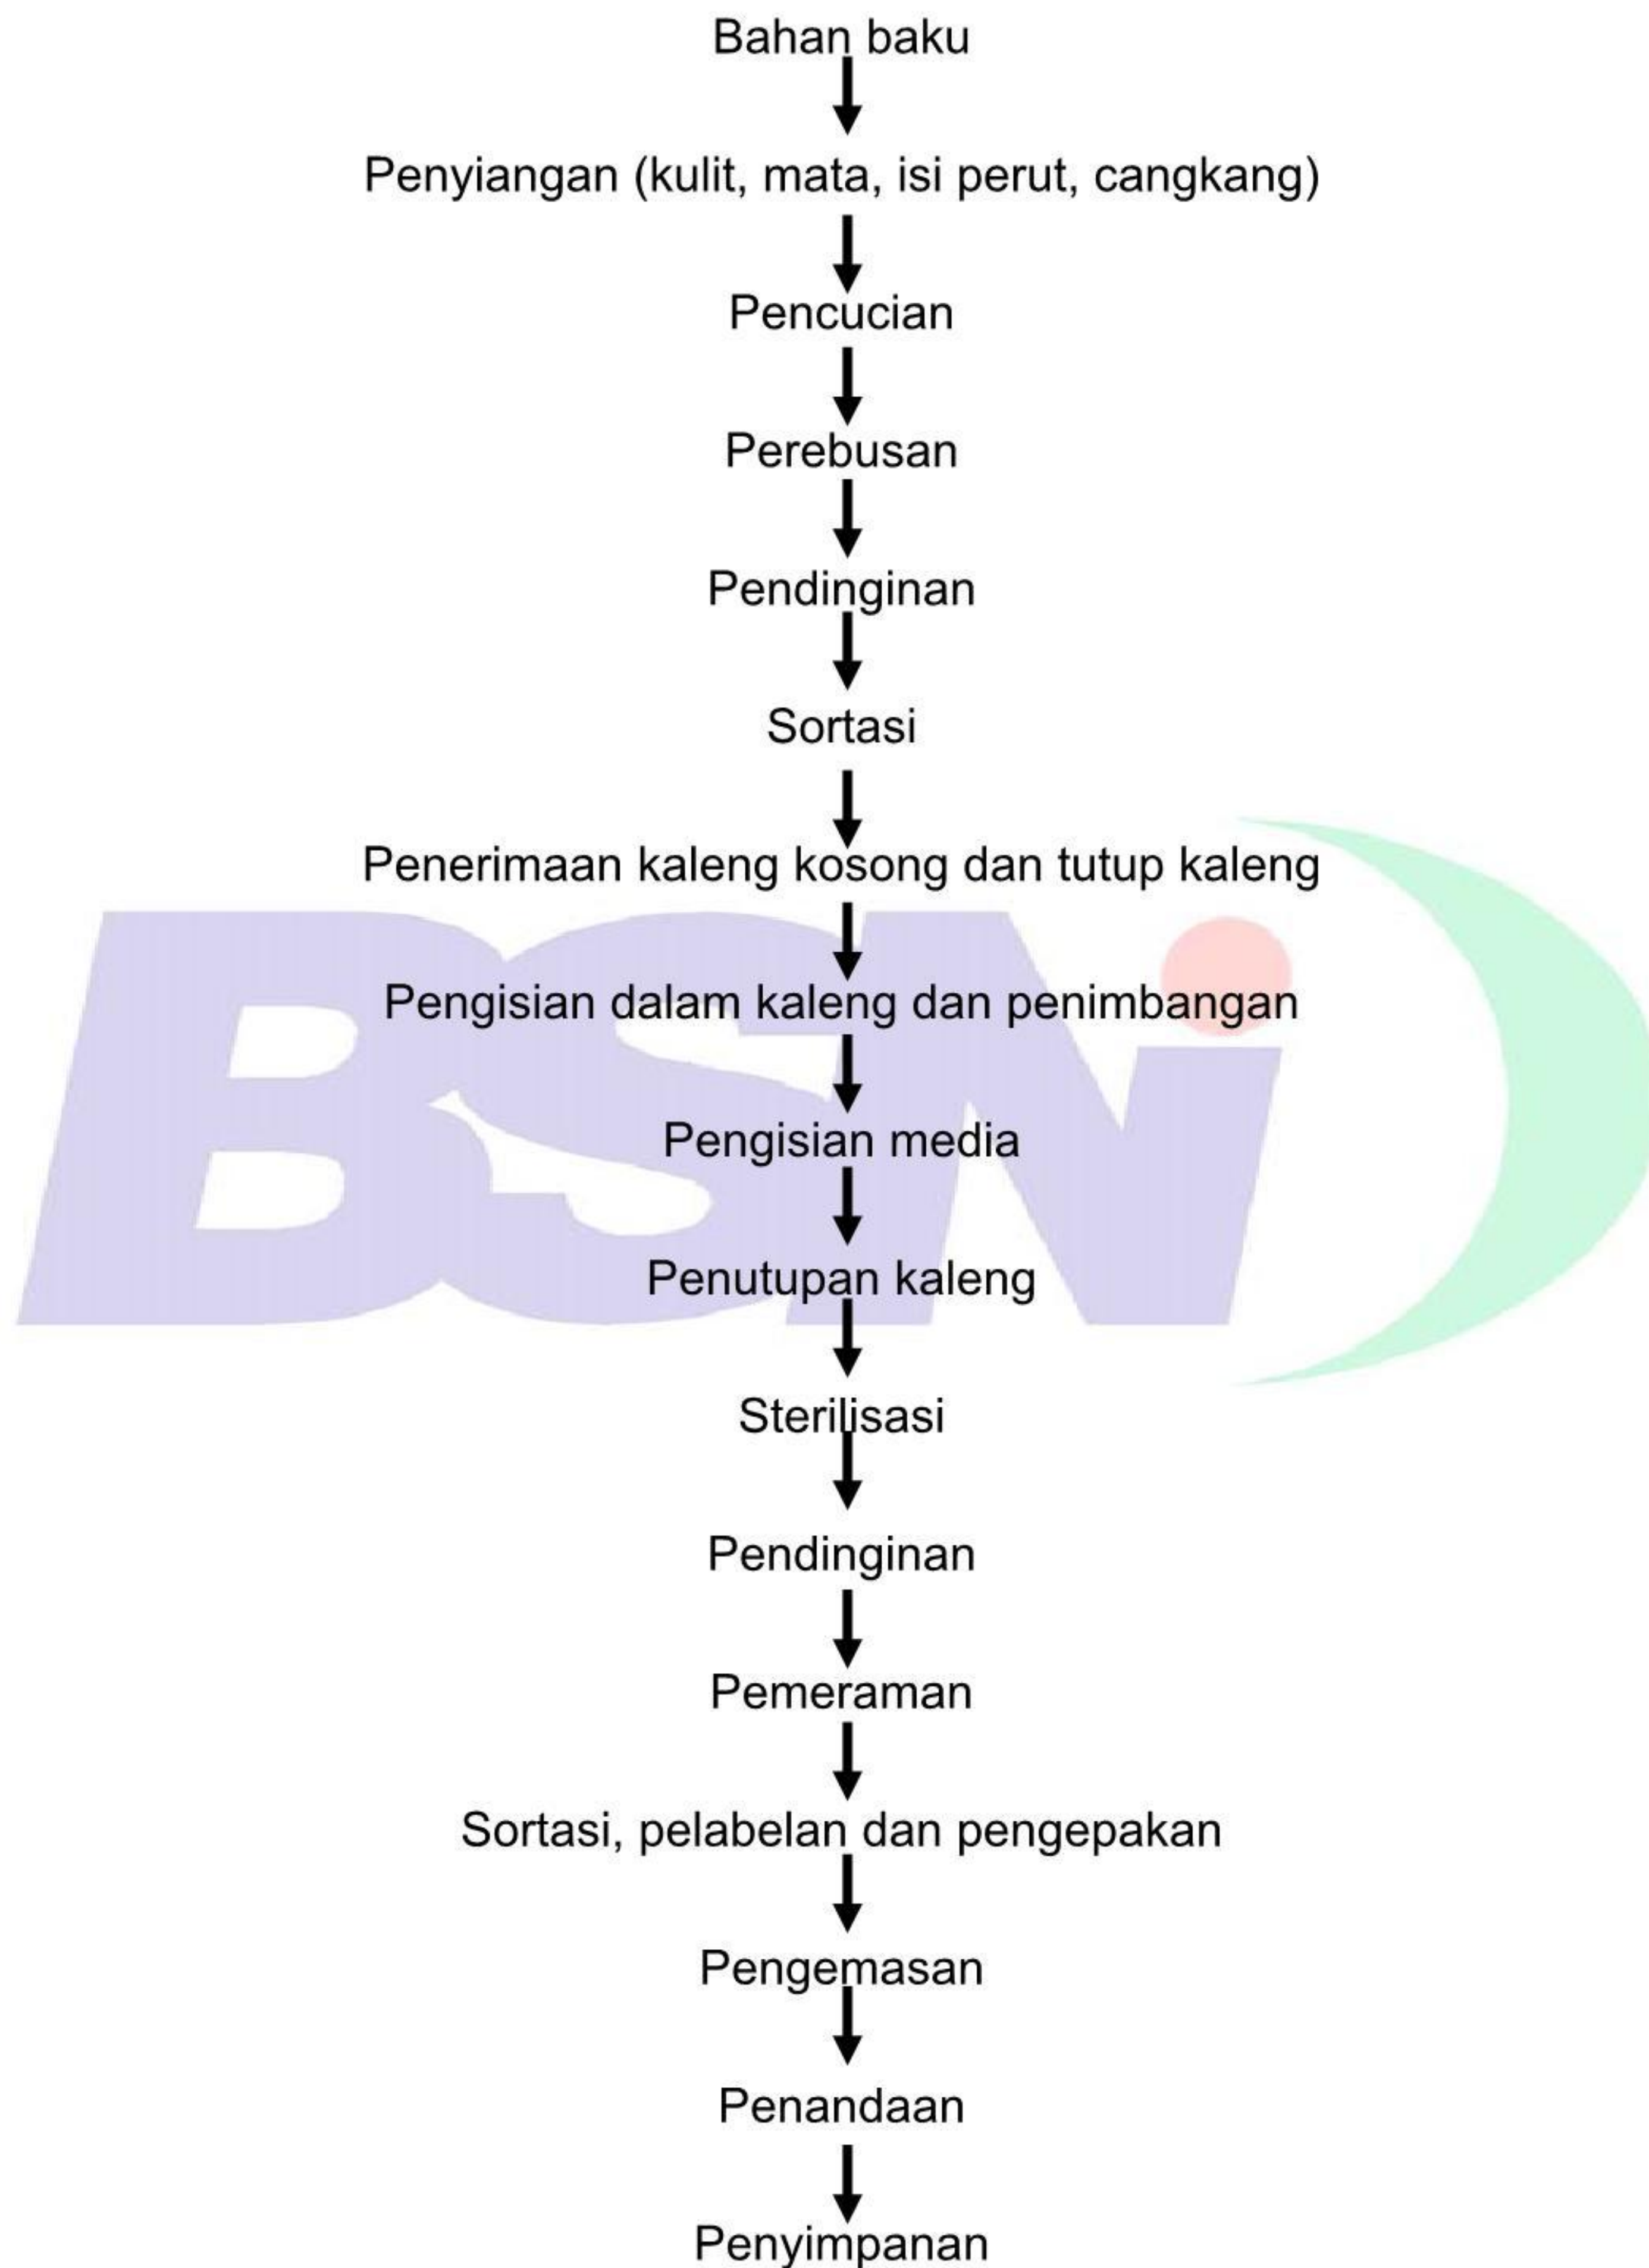 Bahan baku
Penyiangan (kulit, mata, isi perut, cangkang)
Pencucian
Perebusan
Pendinginan
Sortasi
Penerimaan kaleng kosong dan tutup kaleng
Pengisian dalam kaleng dan penimbangan
BSNi
Pengisian media
Penutupan kaleng
Sterilisasi
Pendinginan
Pemeraman
Sortasi, pelabelan dan pengepakan
Pengemasan
Penandaan
Penyimpanan